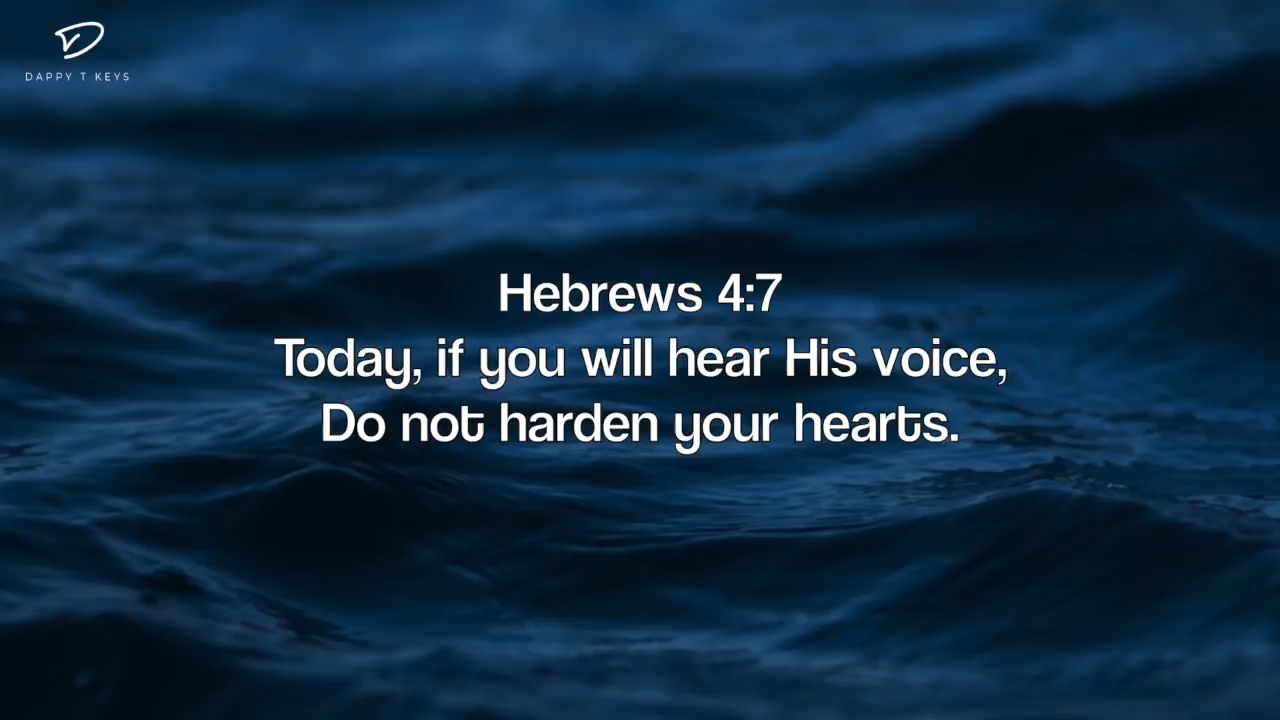 DAPPY T KEYS
Hebrews 4:7
Today, if you will hear His voice,
Do not harden your hearts.